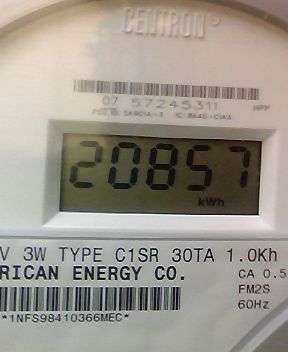 CENTRON®
07 57245311 HPP
20857
kWh
V 3W TYPE C1SR 30TA 1.0Kh
RICAN ENERGY CO. CA 0.5
FM2S
60Hz
*1NFS98410366MEC*